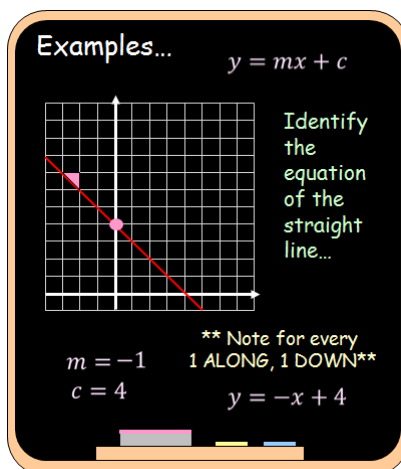 Examples...
y = mx + c
Identify
the
equation
of the
straight
line...
** Note for every
1 ALONG, 1 DOWN**
m = −1
c = 4
y = −x + 4